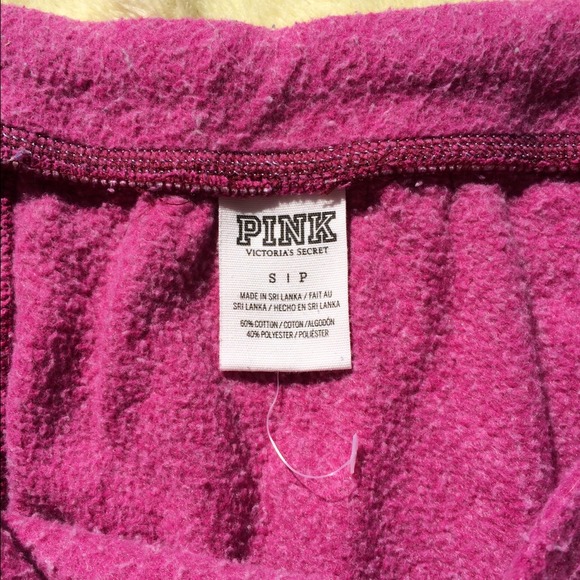 PINK
VICTORIA'S SECRET
S | P
MADE IN SRI LANKA / FAIT AU
SRI LANKA / HECHO EN SRI LANKA
60% COTTON / COTON / ALGODÓN
40% POLYESTER / POLIÉSTER